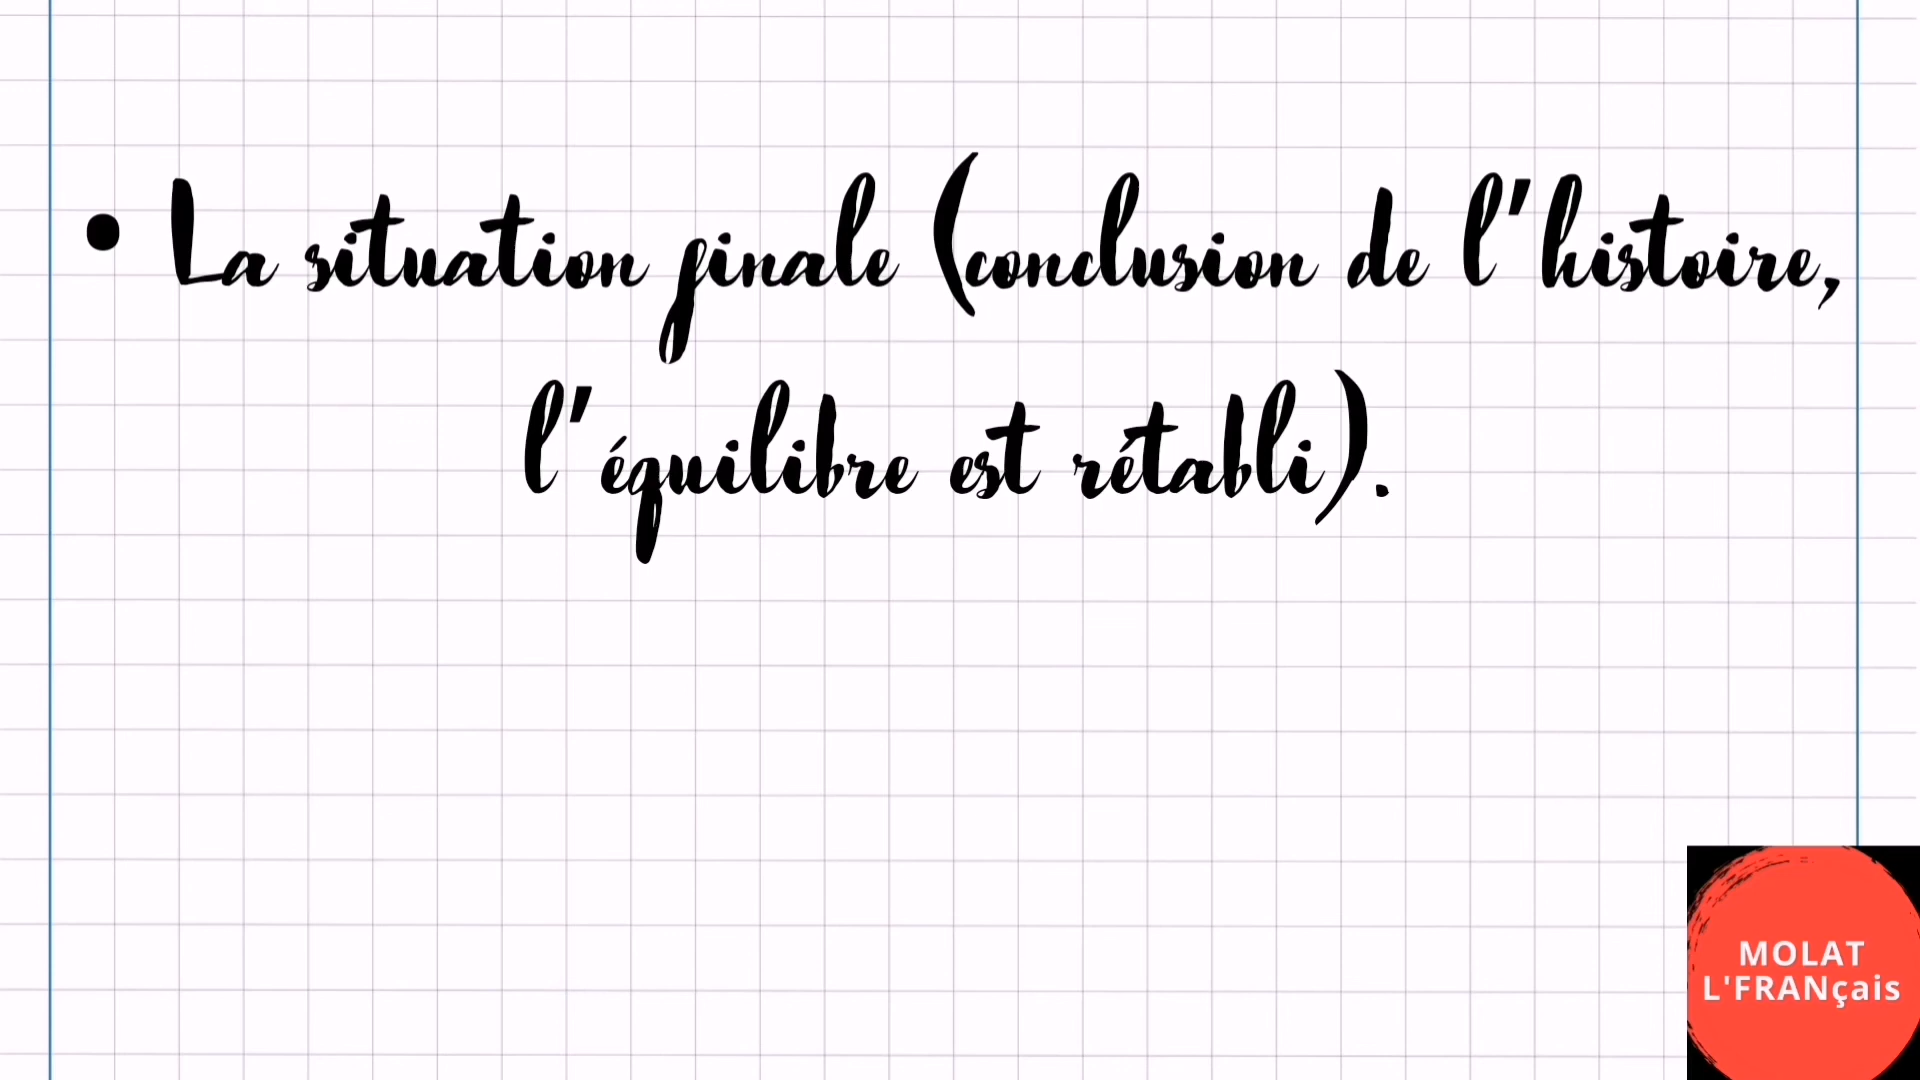 • La situation finale (conclusion de l'histoire,
l'équilibre est rétabli).
MOLAT
L'FRANçais